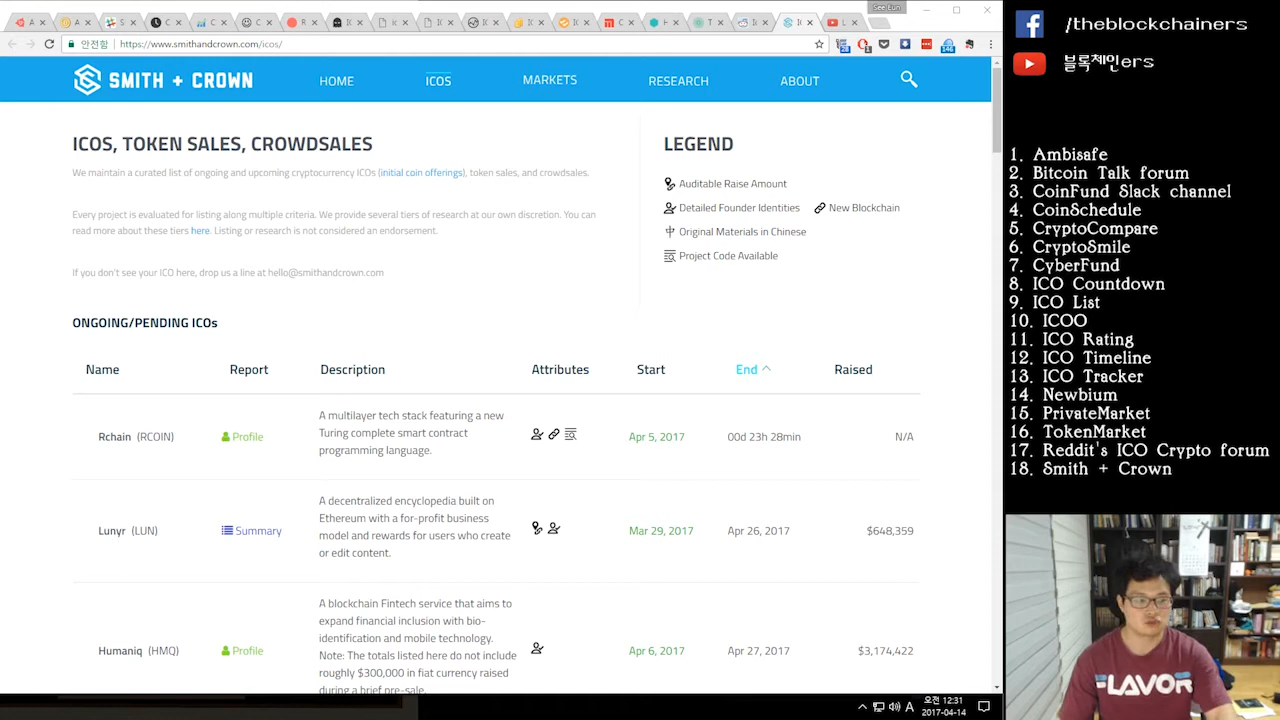 See Eun
안전함
https://www.smithandcrown.com/icos/
28
1
146
SMITH + CROWN
HOME
ICOS
MARKETS
RESEARCH
ABOUT
ICOS, TOKEN SALES, CROWDSALES
We maintain a curated list of ongoing and upcoming cryptocurrency ICOs (initial coin offerings), token sales, and crowdsales.
Every project is evaluated for listing along multiple criteria. We provide several tiers of research at our own discretion. You can
read more about these tiers here. Listing or research is not considered an endorsement.
If you don't see your ICO here, drop us a line at hello@smithandcrown.com
LEGEND
Auditable Raise Amount
Detailed Founder Identities
New Blockchain
中 Original Materials in Chinese
Project Code Available
ONGOING/PENDING ICOs
Name Report Description Attributes Start End Raised
Rchain (RCOIN)
Profile
A multilayer tech stack featuring a new
Turing complete smart contract
programming language.
Apr 5, 2017
00d 23h 28min
N/A
Lunyr (LUN)
Summary
A decentralized encyclopedia built on
Ethereum with a for-profit business
model and rewards for users who create
or edit content.
Mar 29, 2017
Apr 26, 2017
$648,359
Humaniq (HMQ)
Profile
A blockchain Fintech service that aims to
expand financial inclusion with bio-
identification and mobile technology.
Note: The totals listed here do not include
roughly $300,000 in fiat currency raised
during a brief pre-sale.
Apr 6, 2017
Apr 27, 2017
$3,174,422
A
오전 12:31
2017-04-14
/theblockchainers
블록체인ers
1. Ambisafe
2. Bitcoin Talk forum
3. CoinFund Slack channel
4. CoinSchedule
5. CryptoCompare
6. CryptoSmile
7. CyberFund
8. ICO Countdown
9. ICO List
10. ICOO
11. ICO Rating
12. ICO Timeline
13. ICO Tracker
14. Newbium
15. PrivateMarket
16. TokenMarket
17. Reddit's ICO Crypto forum
18. Smith + Crown
FLAVOR